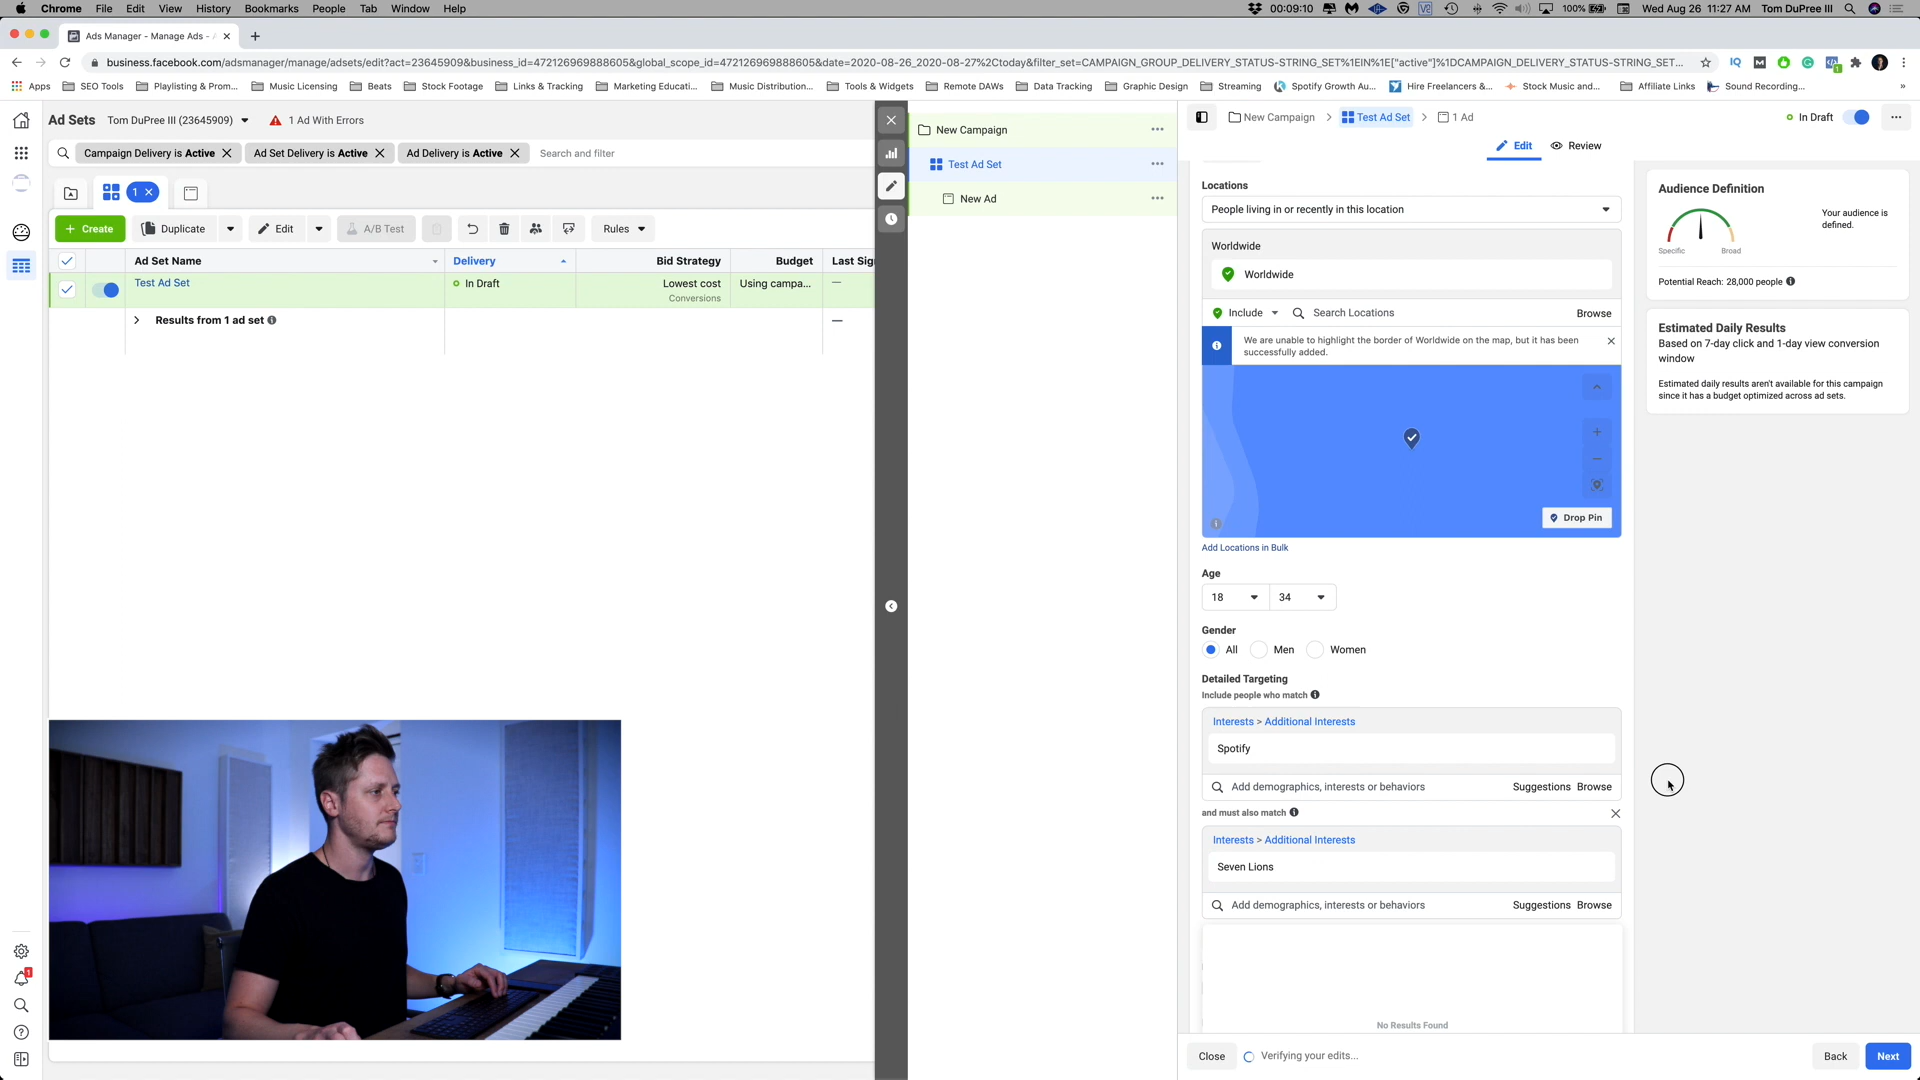 Chrome File Edit View History Bookmarks People Tab Window Help
00:09:10 100% Wed Aug 26 11:27 AM Tom DuPree III
Ads Manager - Manage Ads -
business.facebook.com/adsmanager/manage/adsets/edit?act=23645909&business_id=472126969888605&global_scope_id=472126969888605&date=2020-08-26_2020-08-27%2Ctoday&filter_set=CAMPAIGN_GROUP_DELIVERY_STATUS-STRING_SET%1EIN%1E["active"]%1DCAMPAIGN_DELIVERY_STATUS-STRING_SET...
Apps SEO Tools Playlisting & Prom... Music Licensing Beats Stock Footage Links & Tracking Marketing Educati... Music Distribution... Tools & Widgets Remote DAWs Data Tracking Graphic Design Streaming Spotify Growth Au... Hire Freelancers &... Stock Music and... Affiliate Links Sound Recording... »
Ad Sets Tom DuPree III (23645909) 1 Ad With Errors
Campaign Delivery is Active Ad Set Delivery is Active Ad Delivery is Active Search and filter
1
Create Duplicate Edit A/B Test Rules
Ad Set Name Delivery Bid Strategy Budget Last Sig
Test Ad Set In Draft Lowest cost Using campa... —
Conversions
Results from 1 ad set —
New Campaign
Test Ad Set
New Ad
New Campaign Test Ad Set 1 Ad In Draft
Edit Review
Locations
People living in or recently in this location
Worldwide
Worldwide
Include Search Locations Browse
We are unable to highlight the border of Worldwide on the map, but it has been
successfully added.
Drop Pin
Add Locations in Bulk
Age
18 34
Gender
All Men Women
Detailed Targeting
Include people who match
Interests > Additional Interests
Spotify
Add demographics, interests or behaviors Suggestions Browse
and must also match
Interests > Additional Interests
Seven Lions
Add demographics, interests or behaviors Suggestions Browse
No Results Found
Close Verifying your edits... Back Next
Audience Definition
Your audience is
defined.
Specific Broad
Potential Reach: 28,000 people
Estimated Daily Results
Based on 7-day click and 1-day view conversion
window
Estimated daily results aren't available for this campaign
since it has a budget optimized across ad sets.